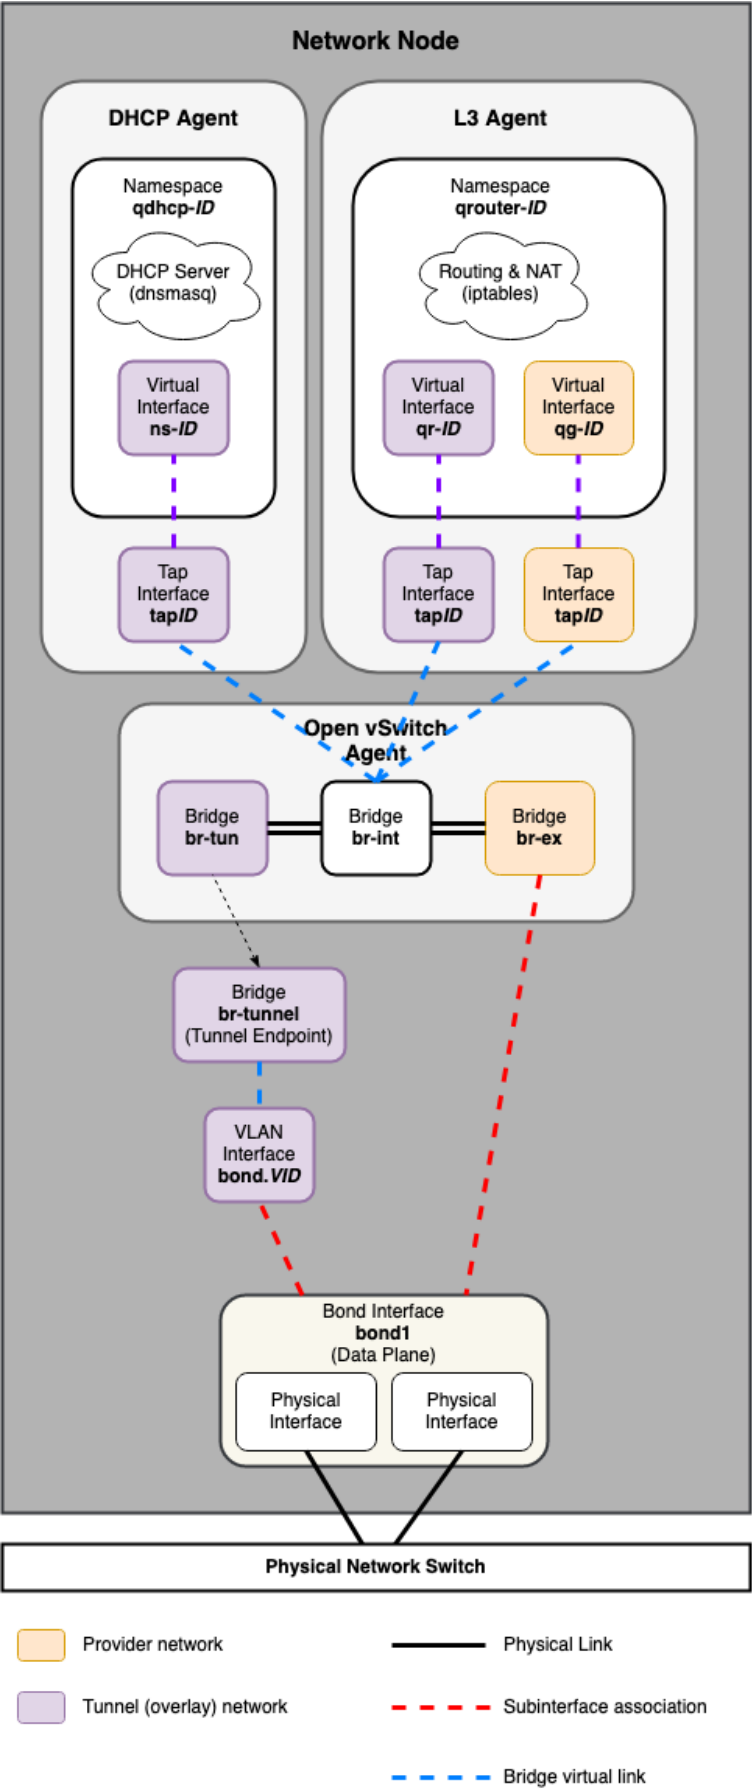 Network Node
DHCP Agent
Namespace
qdhcp-ID
DHCP Server
(dnsmasq)
Virtual
Interface
ns-ID
Tap
Interface
tapID
L3 Agent
Namespace
qrouter-ID
Routing & NAT
(iptables)
Virtual
Interface
qr-ID
Virtual
Interface
qg-ID
Tap
Interface
tapID
Tap
Interface
tapID
Open vSwitch
Agent
Bridge
br-tun
Bridge
br-int
Bridge
br-ex
Bridge
br-tunnel
(Tunnel Endpoint)
VLAN
Interface
bond.VID
Bond Interface
bond1
(Data Plane)
Physical
Interface
Physical
Interface
Physical Network Switch
Provider network
Physical Link
Tunnel (overlay) network
Subinterface association
Bridge virtual link